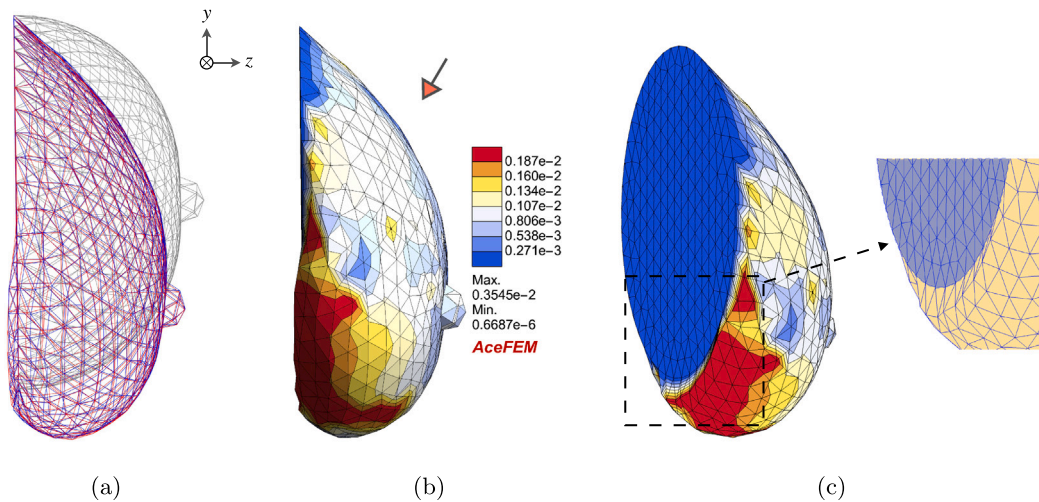 y
z
0.187e-2
0.160e-2
0.134e-2
0.107e-2
0.806e-3
0.538e-3
0.271e-3
Max.
0.3545e-2
Min.
0.6687e-6
AceFEM
(a)
(b)
(c)